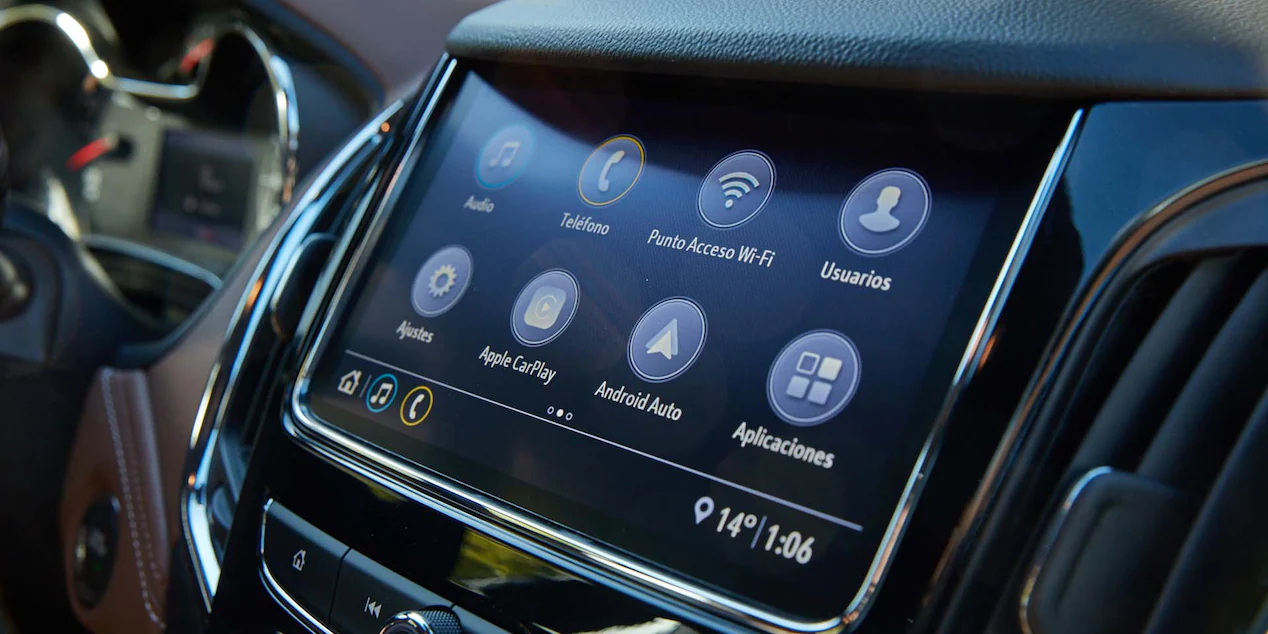 Audio
Teléfono
Punto Acceso Wi-Fi
Usuarios
Ajustes
Apple CarPlay
Android Auto
Aplicaciones
14° 1:06